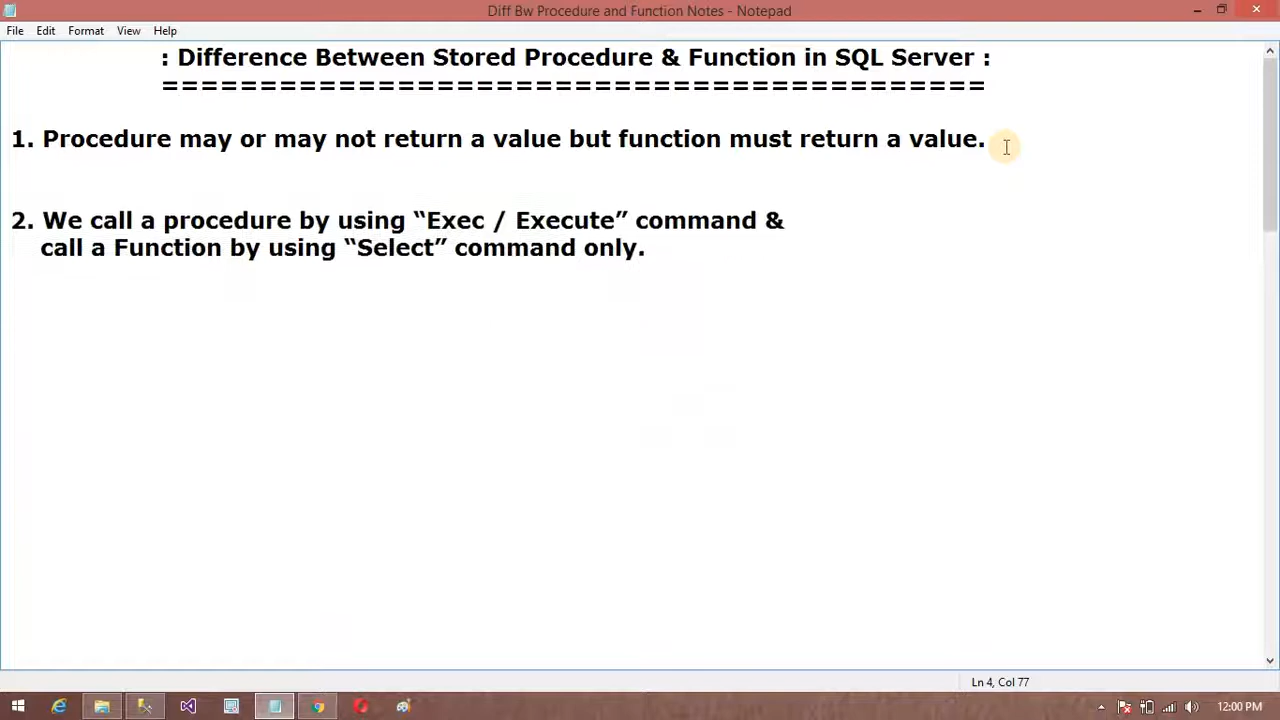 Diff Bw Procedure and Function Notes - Notepad
File Edit Format View Help
: Difference Between Stored Procedure & Function in SQL Server :
==========================================
1. Procedure may or may not return a value but function must return a value.
2. We call a procedure by using “Exec / Execute” command &
call a Function by using “Select” command only.
Ln 4, Col 77
12:00 PM